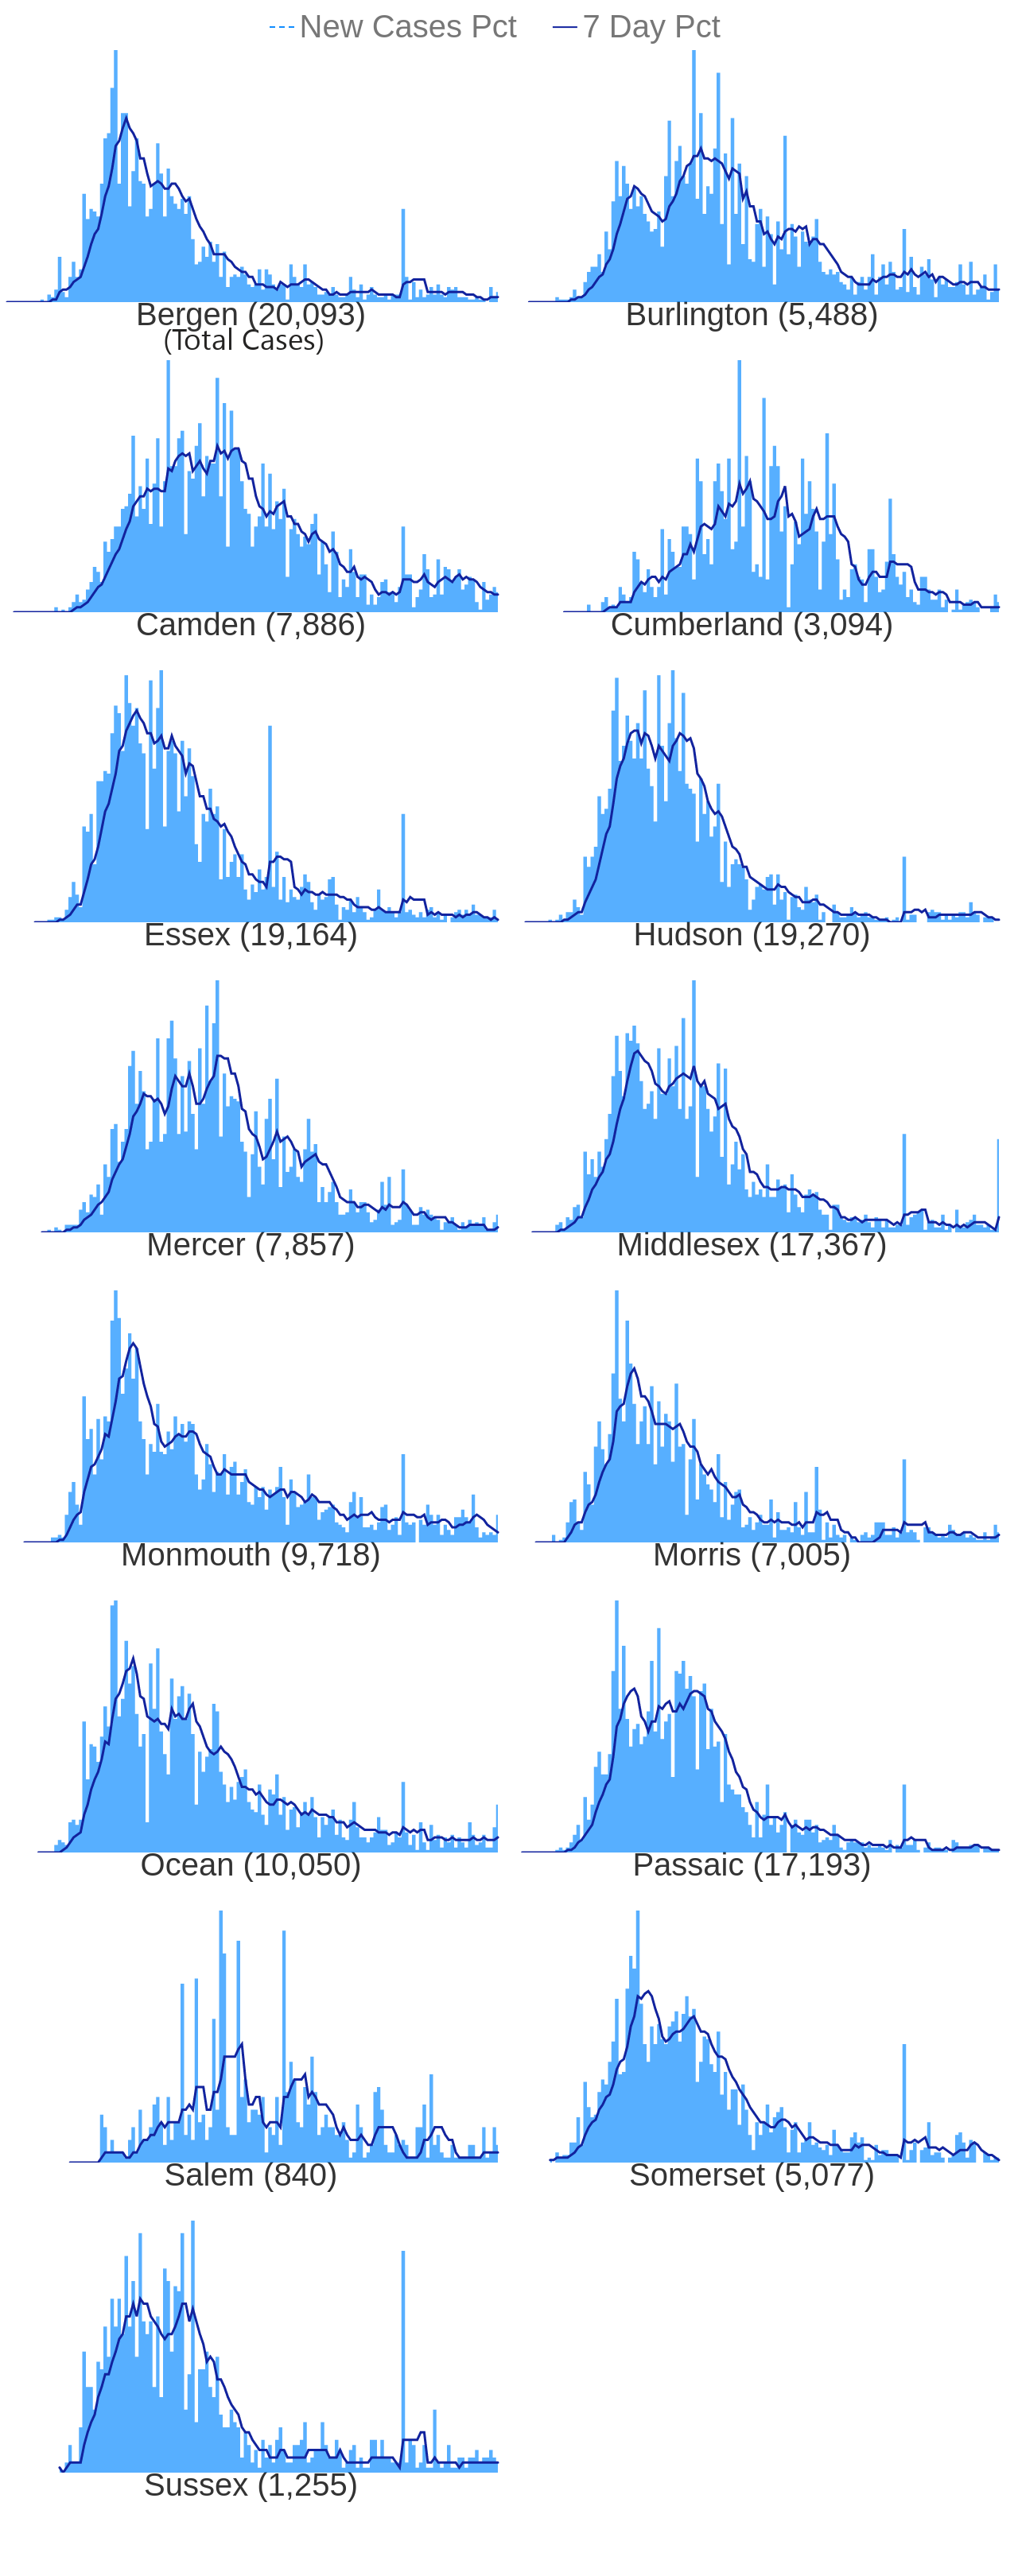 New Cases Pct 7 Day Pct
Bergen (20,093) Burlington (5,488)
(Total Cases)
Camden (7,886) Cumberland (3,094)
Essex (19,164) Hudson (19,270)
Mercer (7,857) Middlesex (17,367)
Monmouth (9,718) Morris (7,005)
Ocean (10,050) Passaic (17,193)
Salem (840) Somerset (5,077)
Sussex (1,255)